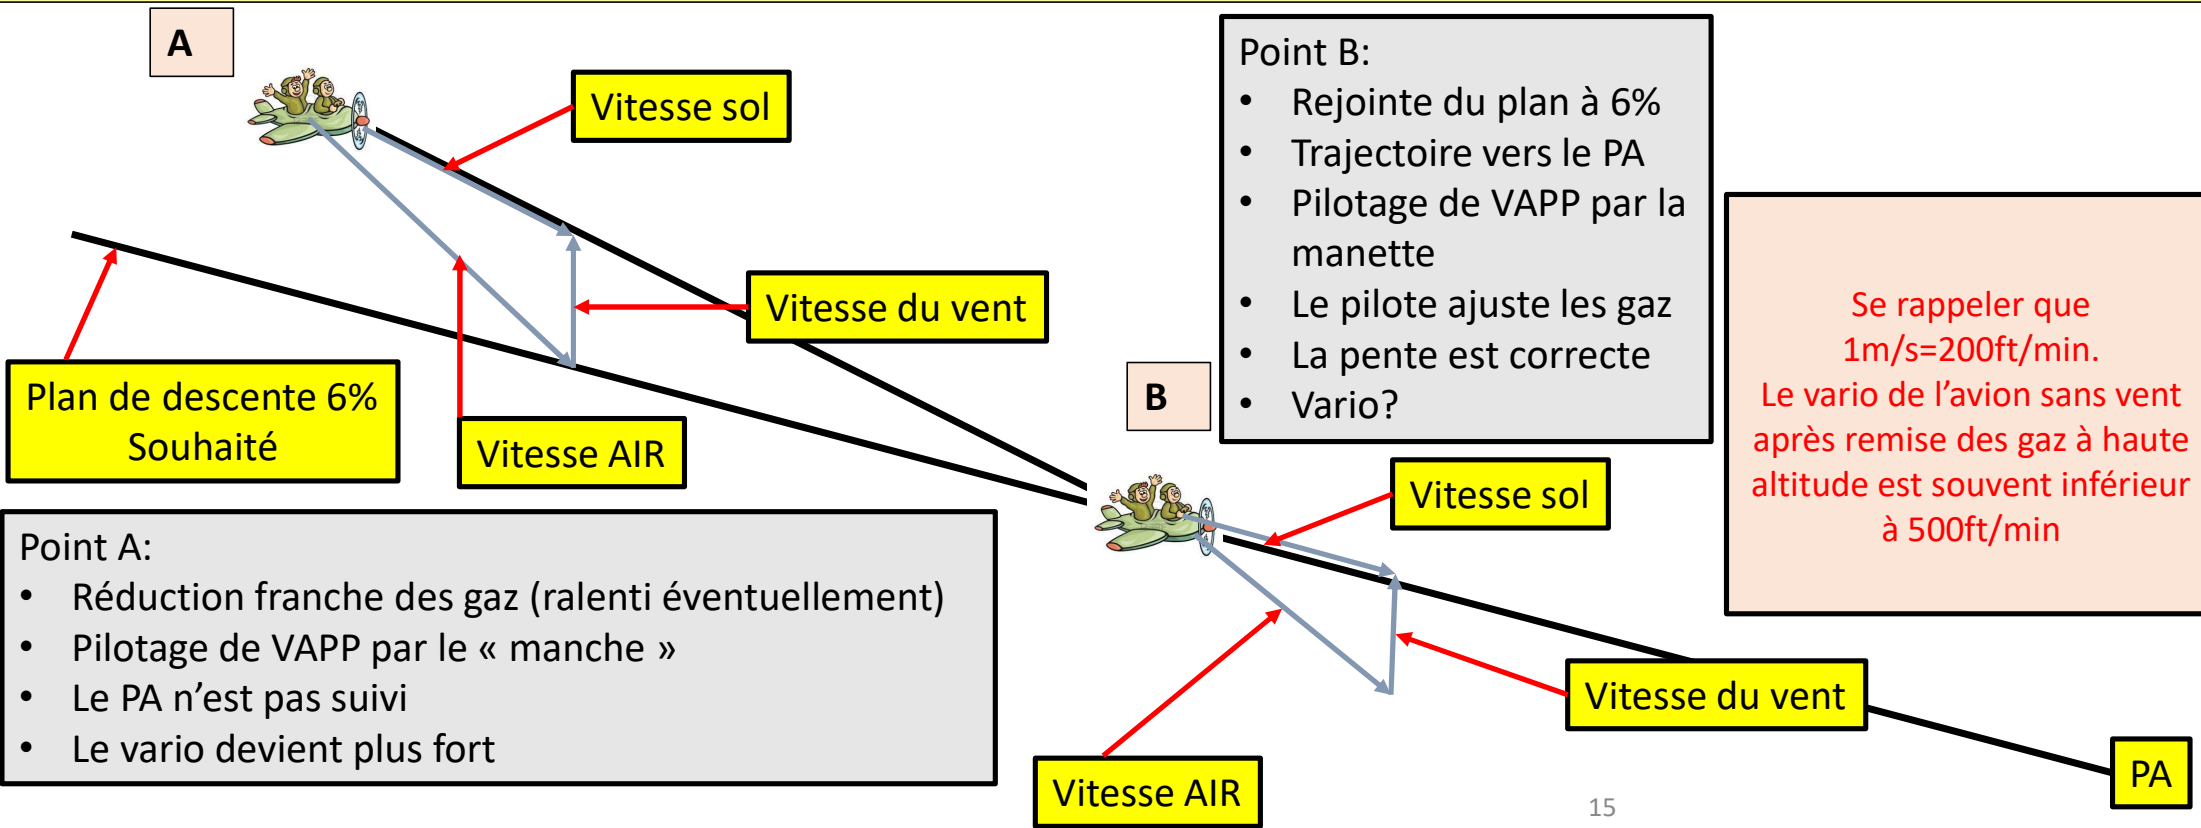 A
Vitesse sol
Vitesse du vent
Plan de descente 6%
Souhaité
Vitesse AIR
Point A:
• Réduction franche des gaz (ralenti éventuellement)
• Pilotage de VAPP par le « manche »
• Le PA n’est pas suivi
• Le vario devient plus fort
Point B:
• Rejointe du plan à 6%
• Trajectoire vers le PA
• Pilotage de VAPP par la
manette
• Le pilote ajuste les gaz
• La pente est correcte
• Vario?
B
Vitesse sol
Vitesse du vent
Vitesse AIR
PA
Se rappeler que
1m/s=200ft/min.
Le vario de l’avion sans vent
après remise des gaz à haute
altitude est souvent inférieur
à 500ft/min
15